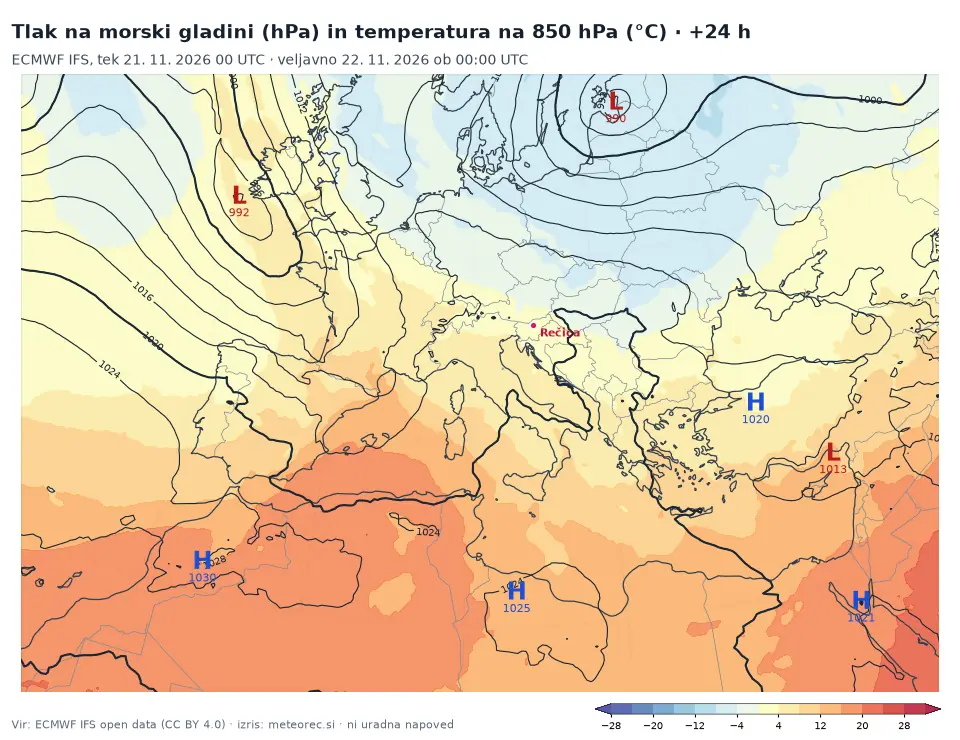 Tlak na morski gladini (hPa) in temperatura na 850 hPa (°C) · +24 h
ECMWF IFS, tek 21. 11. 2026 00 UTC · veljavno 22. 11. 2026 ob 00:00 UTC
1000
L
990
L
992
1016
1020
1024
Rečica
H
1020
L
1013
1024
H
1028
1030
H
1025
H
1021
Vir: ECMWF IFS open data (CC BY 4.0) · izris: meteorec.si · ni uradna napoved
−28 −20 −12 −4 4 12 20 28